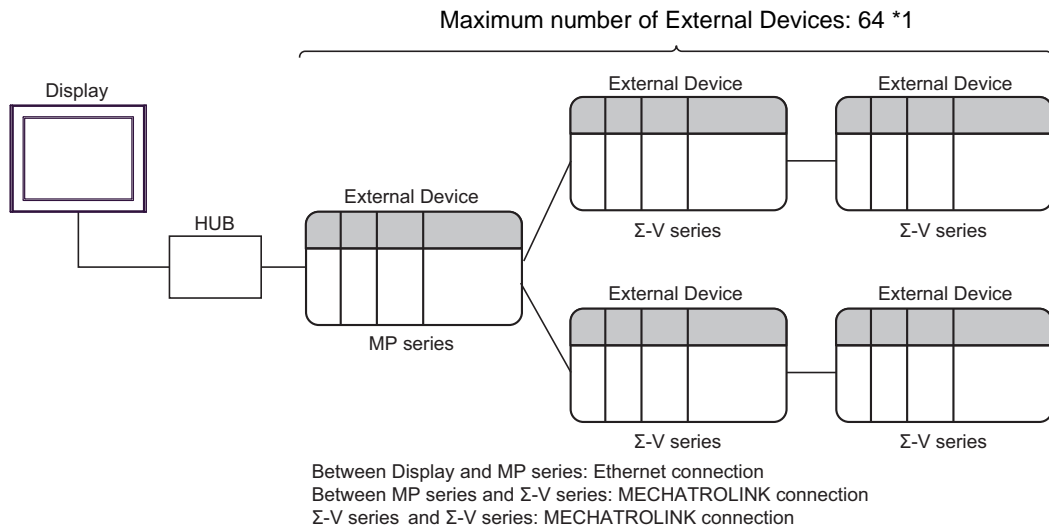 Maximum number of External Devices: 64 *1
Display
HUB
External Device
MP series
External Device
Σ-V series
External Device
Σ-V series
External Device
Σ-V series
External Device
Σ-V series
Between Display and MP series: Ethernet connection
Between MP series and Σ-V series: MECHATROLINK connection
Σ-V series and Σ-V series: MECHATROLINK connection